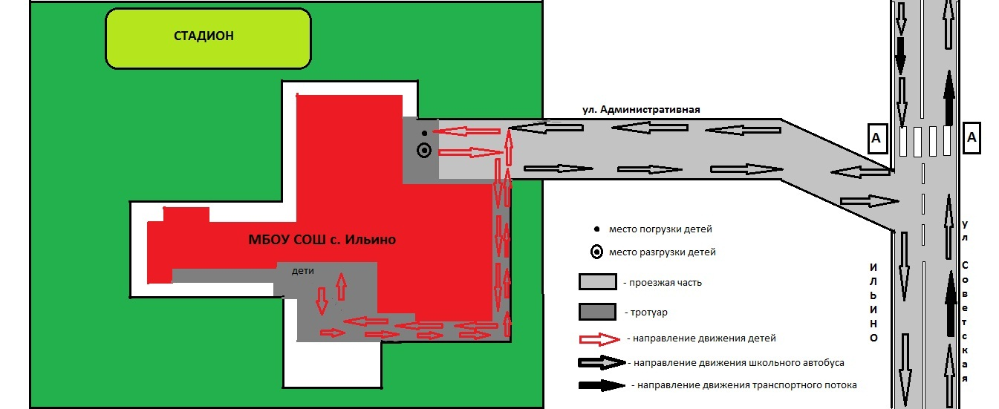 СТАДИОН
ул. Административная
А
А
МБОУ СОШ с. Ильино
дети
место погрузки детей
место разгрузки детей
- проезжая часть
- тротуар
- направление движения детей
- направление движения школьного автобуса
- направление движения транспортного потока
ИЛЬИНО
ул Советская